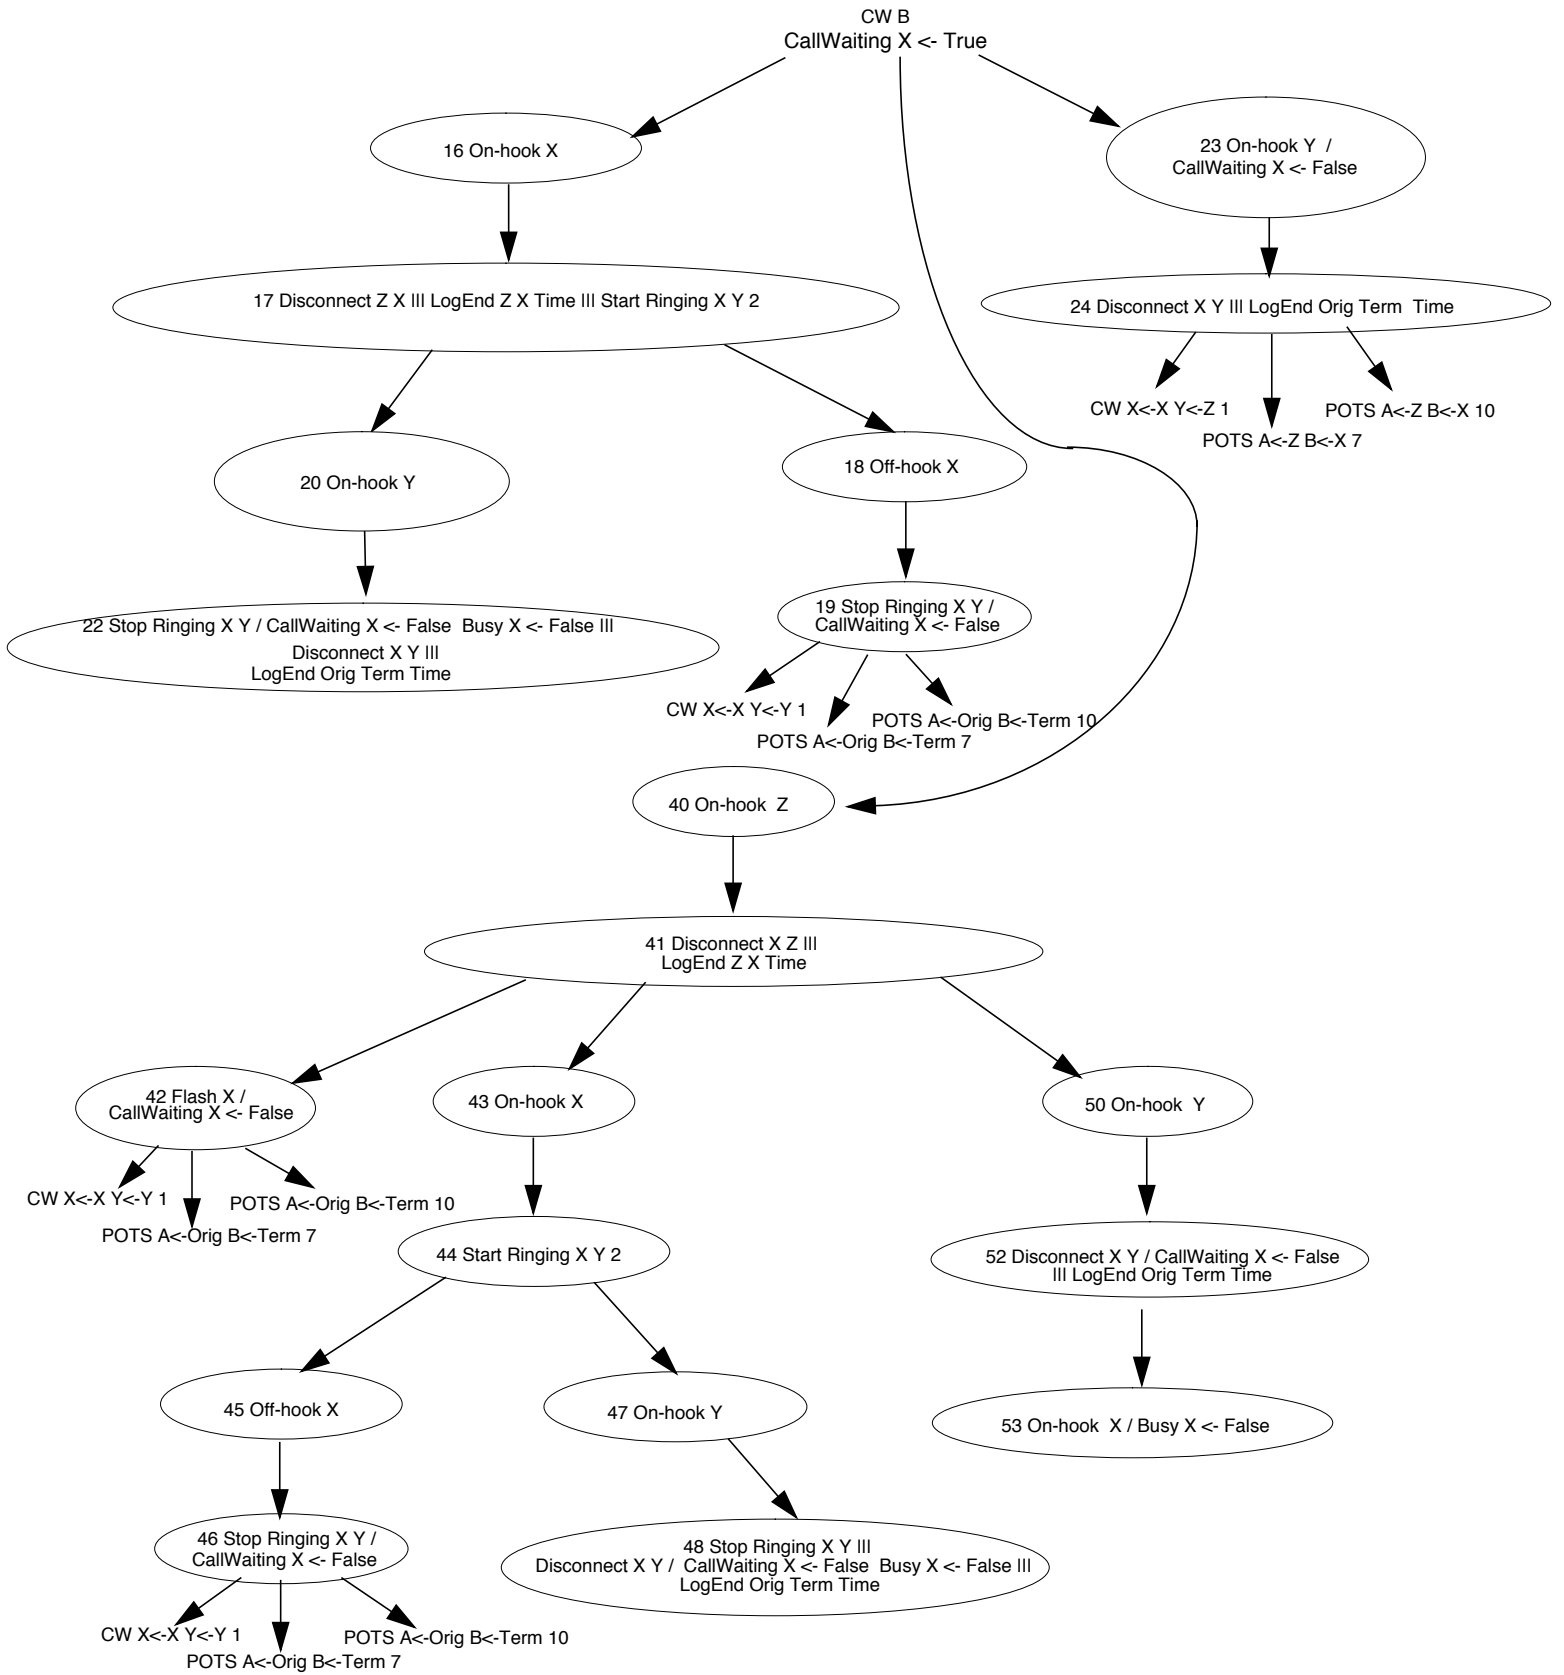 CW B
CallWaiting X <- True
16 On-hook X
23 On-hook Y /
CallWaiting X <- False
17 Disconnect Z X ||| LogEnd Z X Time ||| Start Ringing X Y 2
24 Disconnect X Y ||| LogEnd Orig Term Time
CW X<-X Y<-Z 1
POTS A<-Z B<-X 7
POTS A<-Z B<-X 10
20 On-hook Y
18 Off-hook X
22 Stop Ringing X Y / CallWaiting X <- False Busy X <- False |||
Disconnect X Y |||
LogEnd Orig Term Time
19 Stop Ringing X Y /
CallWaiting X <- False
CW X<-X Y<-Y 1
POTS A<-Orig B<-Term 7
POTS A<-Orig B<-Term 10
40 On-hook Z
41 Disconnect X Z |||
LogEnd Z X Time
42 Flash X /
CallWaiting X <- False
CW X<-X Y<-Y 1
POTS A<-Orig B<-Term 7
POTS A<-Orig B<-Term 10
43 On-hook X
50 On-hook Y
44 Start Ringing X Y 2
52 Disconnect X Y / CallWaiting X <- False
||| LogEnd Orig Term Time
45 Off-hook X
47 On-hook Y
53 On-hook X / Busy X <- False
46 Stop Ringing X Y /
CallWaiting X <- False
CW X<-X Y<-Y 1
POTS A<-Orig B<-Term 7
POTS A<-Orig B<-Term 10
48 Stop Ringing X Y |||
Disconnect X Y / CallWaiting X <- False Busy X <- False |||
LogEnd Orig Term Time